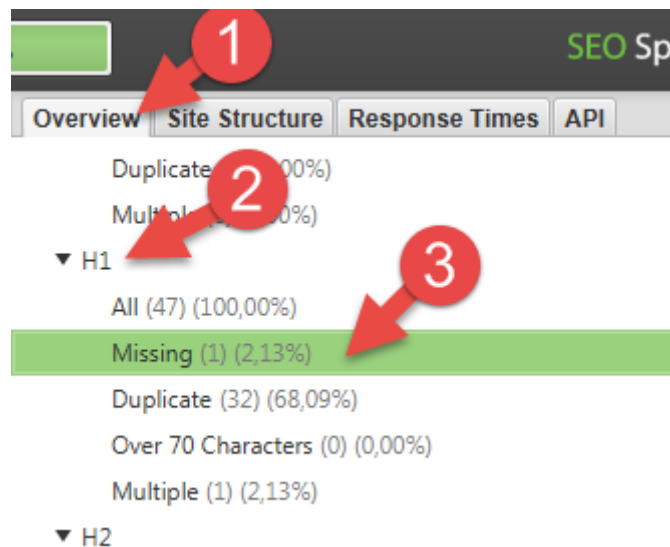 1
SEO Sp
Overview Site Structure Response Times API
Duplicate 00%)
2
H1
3
All (47) (100,00%)
Missing (1) (2,13%)
Duplicate (32) (68,09%)
Over 70 Characters (0) (0,00%)
Multiple (1) (2,13%)
H2